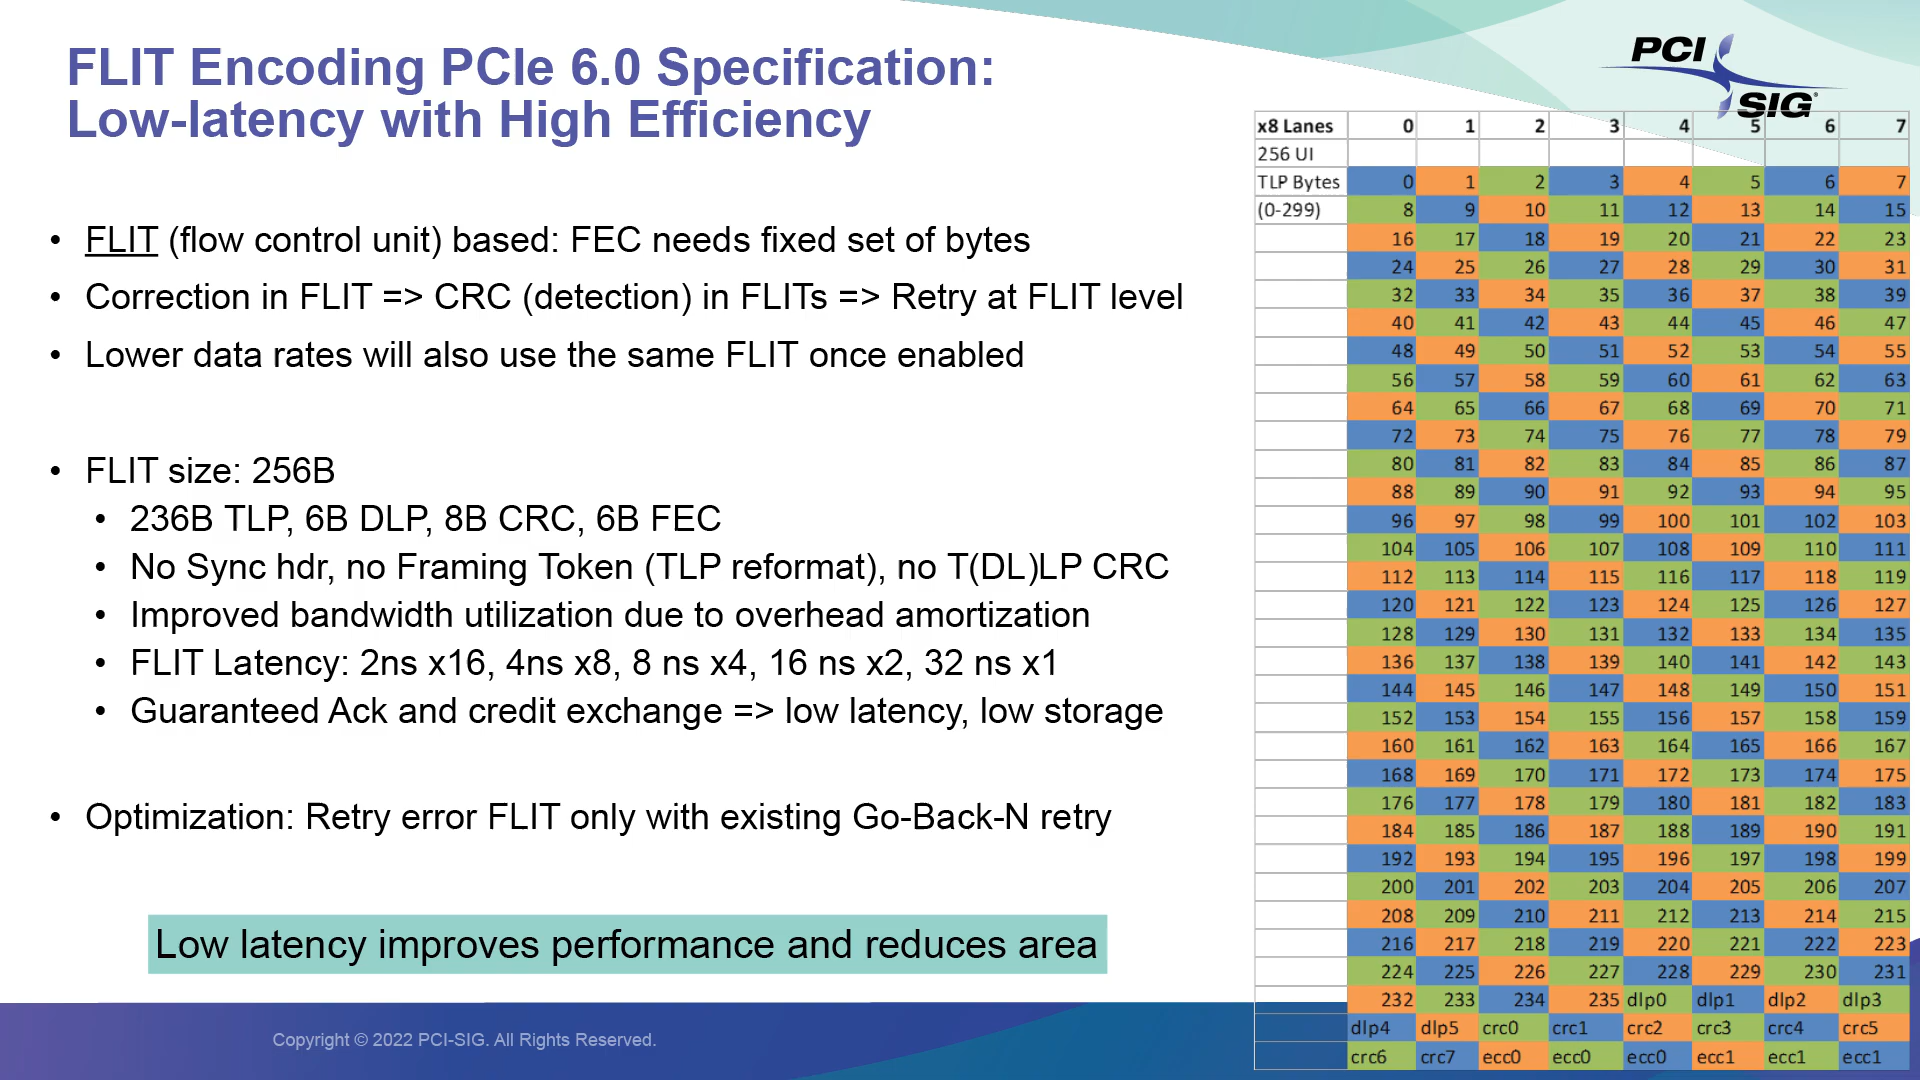 FLIT Encoding PCIe 6.0 Specification:
Low-latency with High Efficiency
PCI
SIG®
• FLIT (flow control unit) based: FEC needs fixed set of bytes
• Correction in FLIT => CRC (detection) in FLITs => Retry at FLIT level
• Lower data rates will also use the same FLIT once enabled
• FLIT size: 256B
• 236B TLP, 6B DLP, 8B CRC, 6B FEC
• No Sync hdr, no Framing Token (TLP reformat), no T(DL)LP CRC
• Improved bandwidth utilization due to overhead amortization
• FLIT Latency: 2ns x16, 4ns x8, 8 ns x4, 16 ns x2, 32 ns x1
• Guaranteed Ack and credit exchange => low latency, low storage
• Optimization: Retry error FLIT only with existing Go-Back-N retry
Low latency improves performance and reduces area
x8 Lanes 0 1 2 3 4 5 6 7
256 UI
TLP Bytes 0 1 2 3 4 5 6 7
(0-299) 8 9 10 11 12 13 14 15
16 17 18 19 20 21 22 23
24 25 26 27 28 29 30 31
32 33 34 35 36 37 38 39
40 41 42 43 44 45 46 47
48 49 50 51 52 53 54 55
56 57 58 59 60 61 62 63
64 65 66 67 68 69 70 71
72 73 74 75 76 77 78 79
80 81 82 83 84 85 86 87
88 89 90 91 92 93 94 95
96 97 98 99 100 101 102 103
104 105 106 107 108 109 110 111
112 113 114 115 116 117 118 119
120 121 122 123 124 125 126 127
128 129 130 131 132 133 134 135
136 137 138 139 140 141 142 143
144 145 146 147 148 149 150 151
152 153 154 155 156 157 158 159
160 161 162 163 164 165 166 167
168 169 170 171 172 173 174 175
176 177 178 179 180 181 182 183
184 185 186 187 188 189 190 191
192 193 194 195 196 197 198 199
200 201 202 203 204 205 206 207
208 209 210 211 212 213 214 215
216 217 218 219 220 221 222 223
224 225 226 227 228 229 230 231
232 233 234 235 dlp0 dlp1 dlp2 dlp3
dlp4 dlp5 crc0 crc1 crc2 crc3 crc4 crc5
crc6 crc7 ecc0 ecc0 ecc0 ecc1 ecc1 ecc1
Copyright © 2022 PCI-SIG. All Rights Reserved.